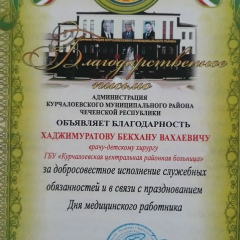 Благодарственное
письмо
АДМИНИСТРАЦИЯ
КУРЧАЛОЕВСКОГО МУНИЦИПАЛЬНОГО РАЙОНА
ЧЕЧЕНСКОЙ РЕСПУБЛИКИ
ОБЪЯВЛЯЕТ БЛАГОДАРНОСТЬ
ХАДЖИМУРАТОВУ БЕКХАНУ ВАХАЕВИЧУ
врачу-детскому хирургу
ГБУ «Курчалоевская центральная районная больница»
за добросовестное исполнение служебных
обязанностей и в связи с празднованием
Дня медицинского работника